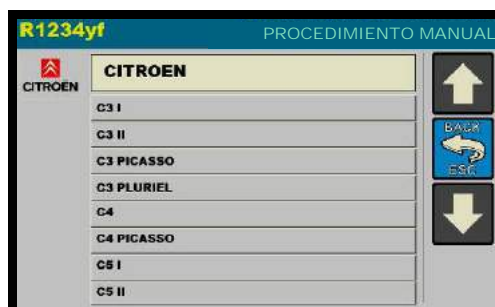 R1234yf
PROCEDIMIENTO MANUAL
CITROËN
CITROEN
C3 I
C3 II
C3 PICASSO
C3 PLURIEL
C4
C4 PICASSO
C5 I
C5 II
BACK
ESC